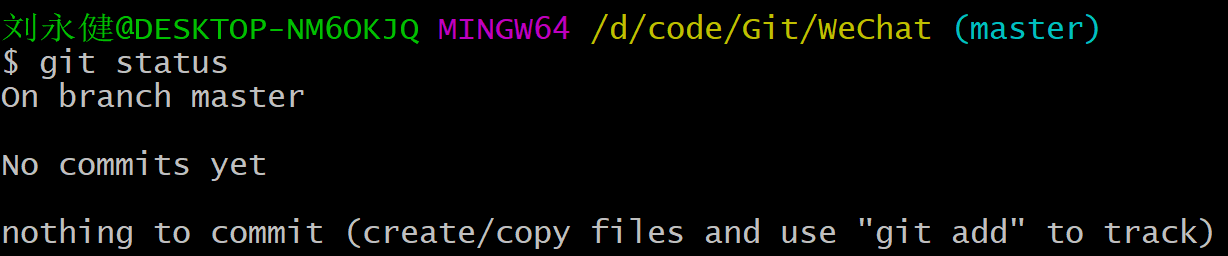 刘永健@DESKTOP-NM6OKJQ MINGW64 /d/code/Git/WeChat (master)
$ git status
On branch master
No commits yet
nothing to commit (create/copy files and use "git add" to track)